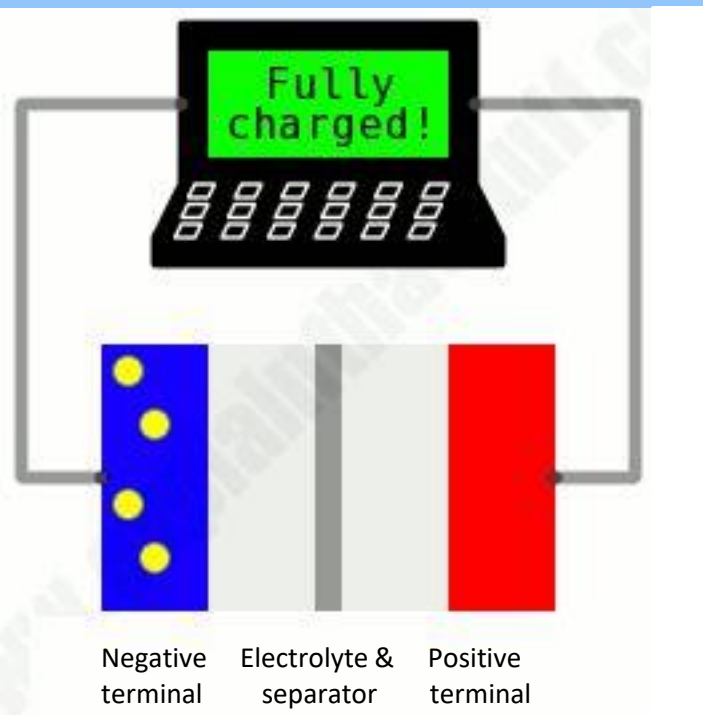 Fully
charged!
Negative Electrolyte & Positive
terminal separator terminal